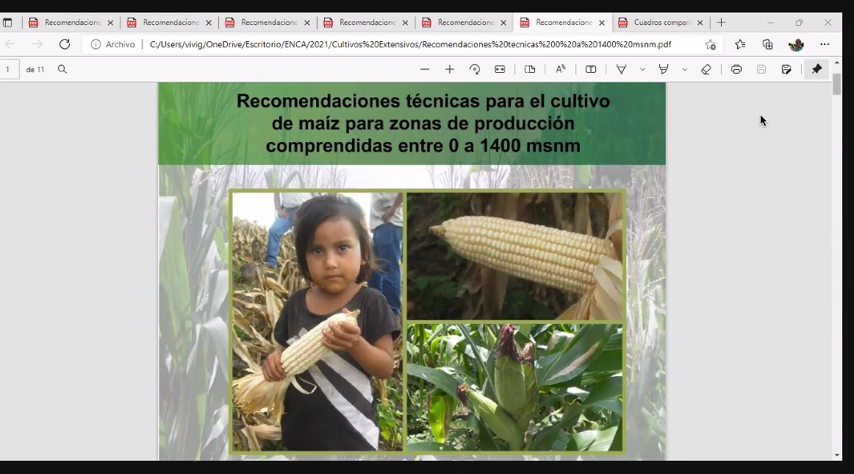 Recomendacione
Recomendacione
Recomendacione
Recomendacione
Recomendacione
Recomendacione
Cuadros compar
Archivo
C:/Users/vivig/OneDrive/Escritorio/ENCA/2021/Cultivos%20Extensivos/Recomendaciones%20tecnicas%200%20a%201400%20msnm.pdf
1 de 11
Recomendaciones técnicas para el cultivo
de maíz para zonas de producción
comprendidas entre 0 a 1400 msnm